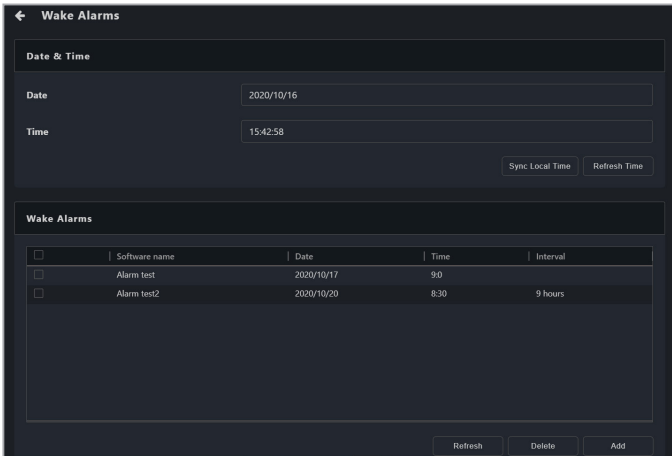 Wake Alarms
Date & Time
Date 2020/10/16
Time 15:42:58
Sync Local Time Refresh Time
Wake Alarms
Software name Date Time Interval
Alarm test 2020/10/17 9:0
Alarm test2 2020/10/20 8:30 9 hours
Refresh Delete Add